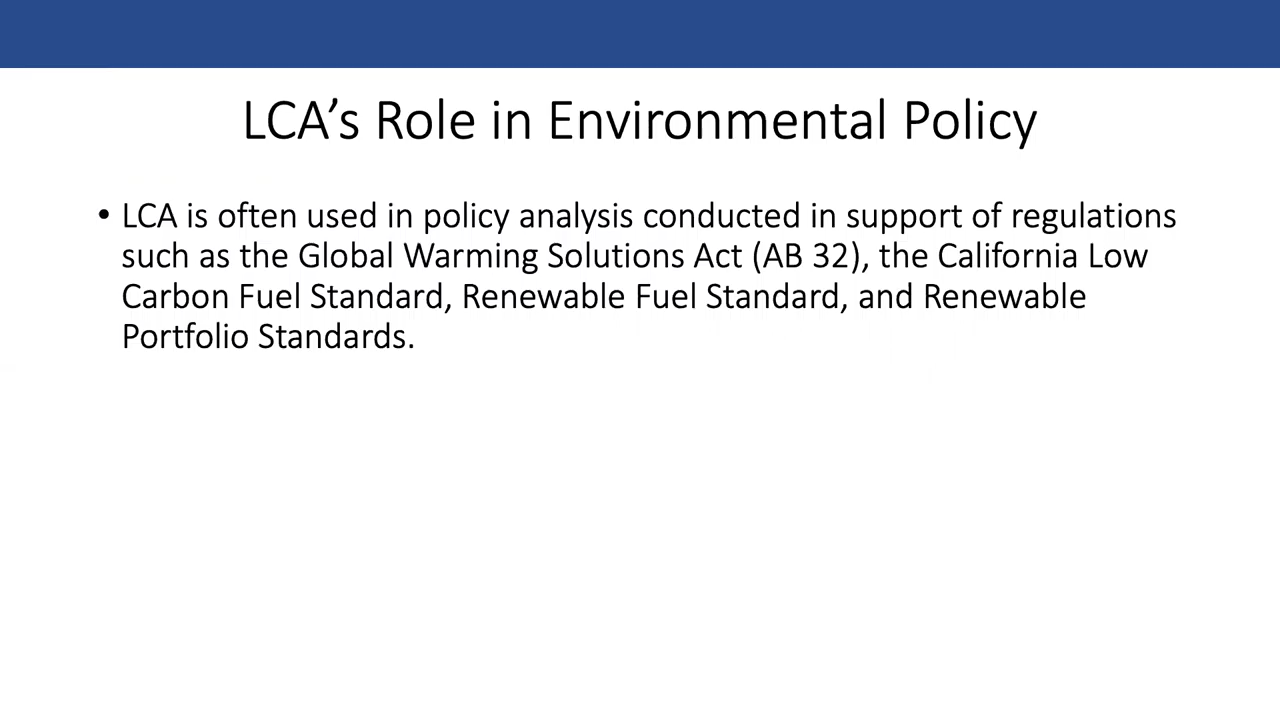 LCA’s Role in Environmental Policy
• LCA is often used in policy analysis conducted in support of regulations
such as the Global Warming Solutions Act (AB 32), the California Low
Carbon Fuel Standard, Renewable Fuel Standard, and Renewable
Portfolio Standards.